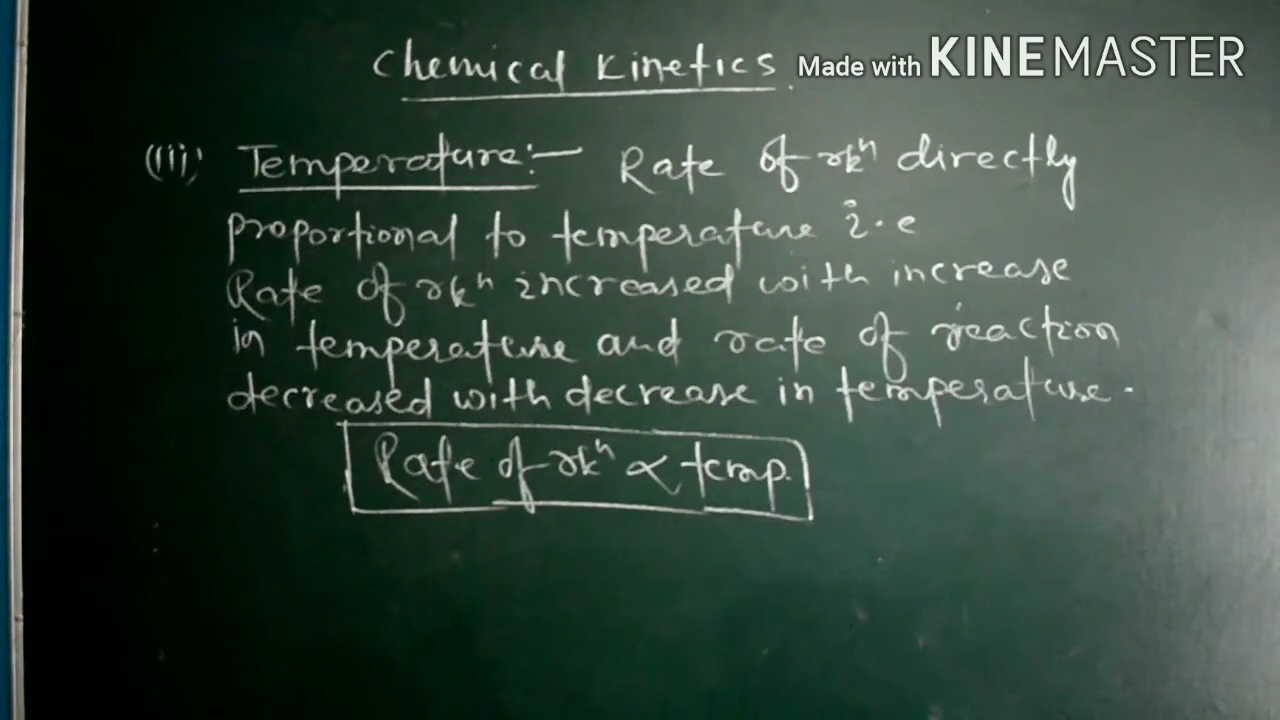 Chemical Kinetics.
Made with KINEMASTER
(ii) Temperature:- Rate of rxⁿ directly
proportional to temperature i.e
Rate of rxⁿ increased with increase
in temperature and rate of reaction
decreased with decrease in temperature.
Rate of rxⁿ ∝ temp.